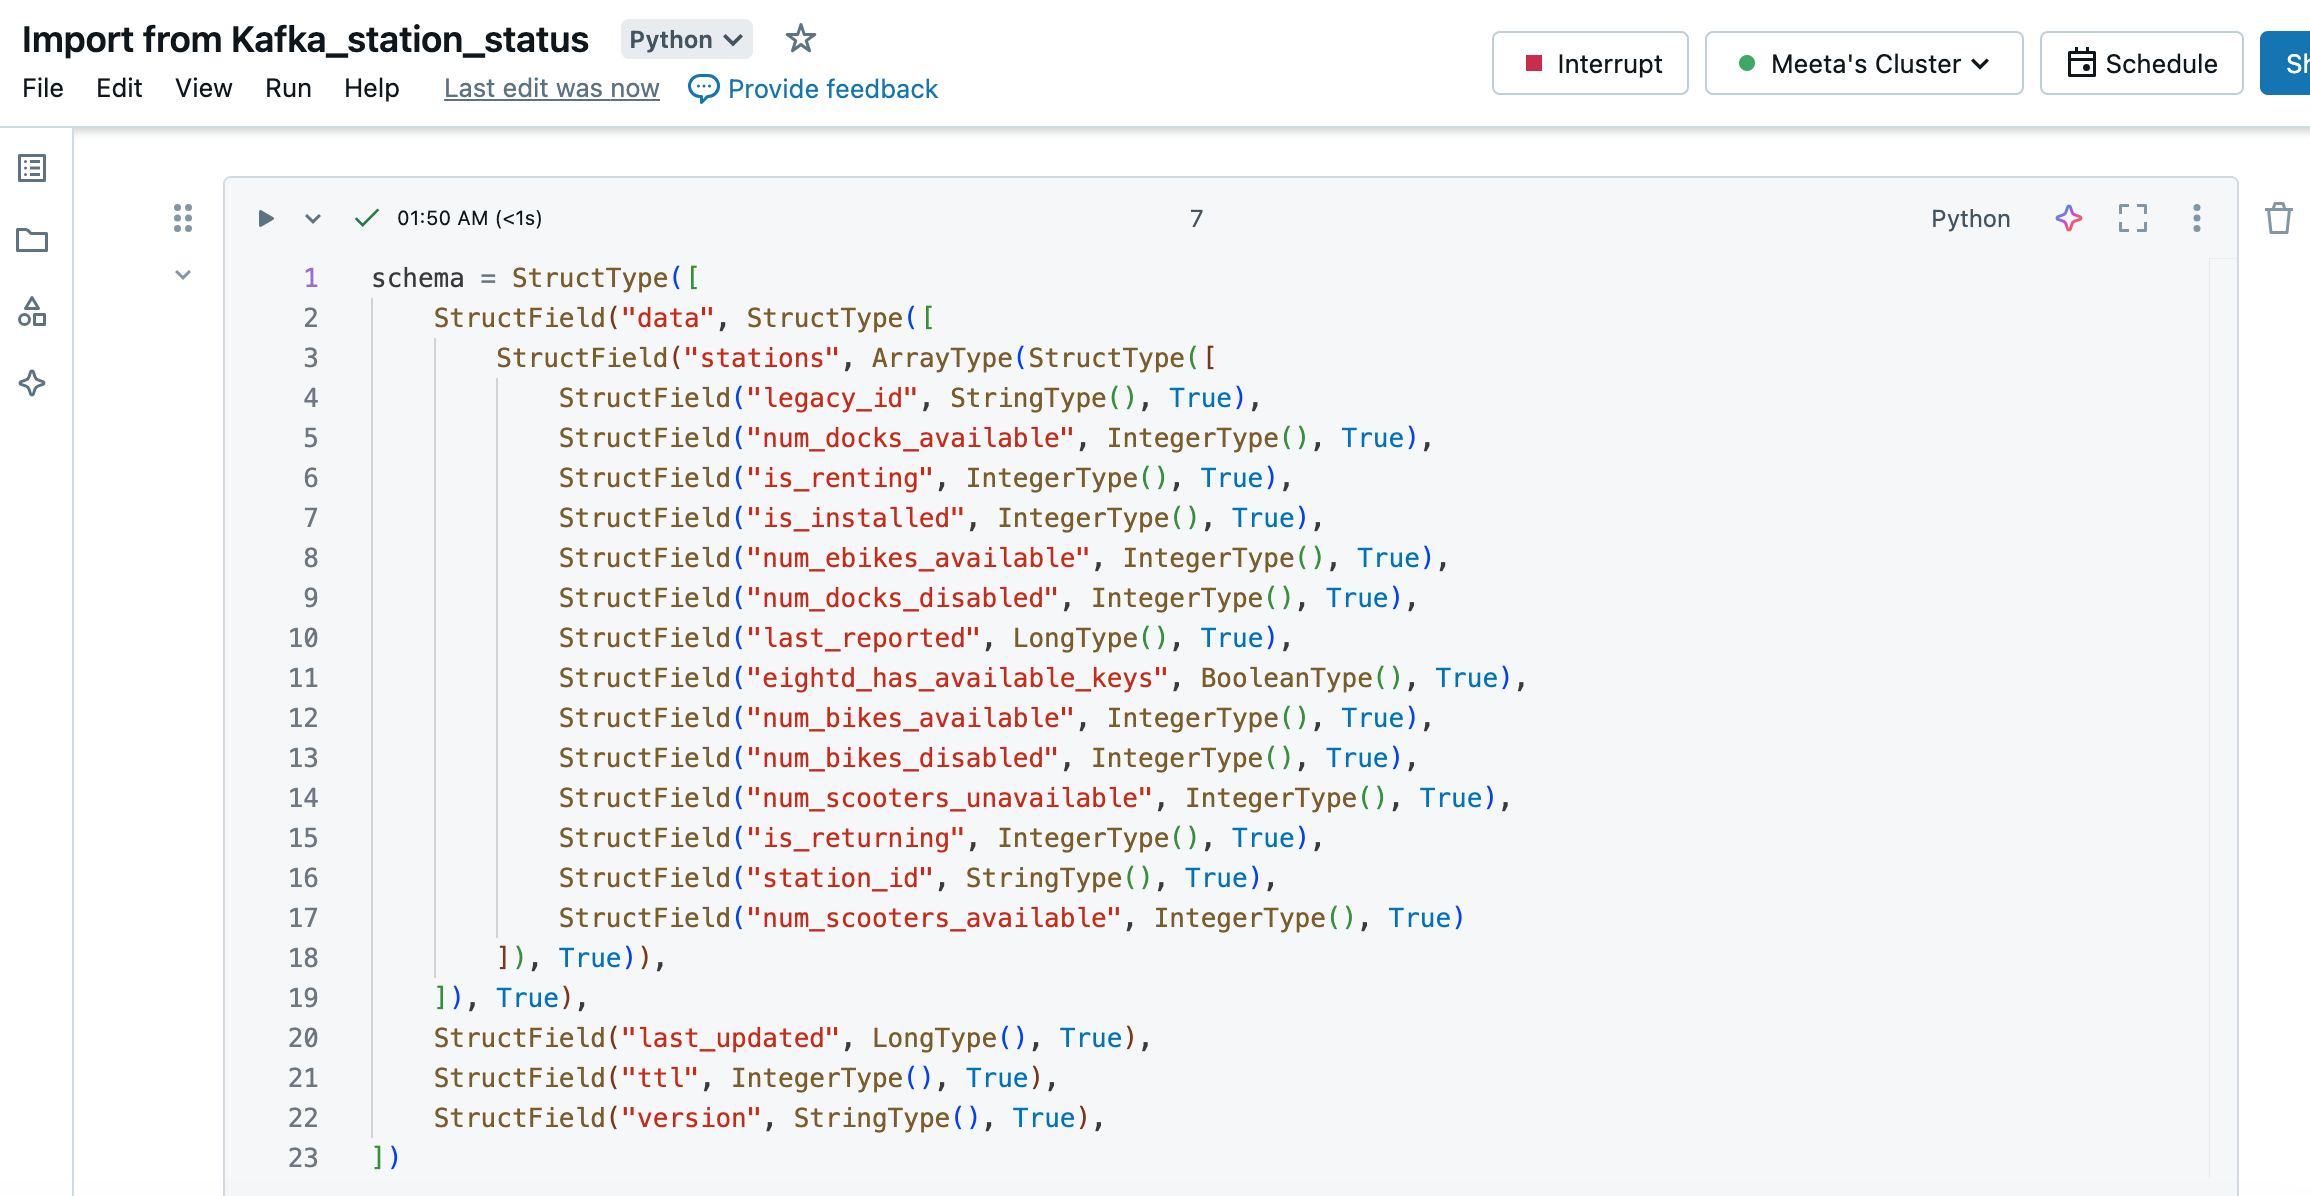 Import from Kafka_station_status Python
File Edit View Run Help Last edit was now Provide feedback
Interrupt Meeta's Cluster Schedule
01:50 AM (<1s) 7 Python
1 schema = StructType([
2     StructField("data", StructType([
3         StructField("stations", ArrayType(StructType([
4             StructField("legacy_id", StringType(), True),
5             StructField("num_docks_available", IntegerType(), True),
6             StructField("is_renting", IntegerType(), True),
7             StructField("is_installed", IntegerType(), True),
8             StructField("num_ebikes_available", IntegerType(), True),
9             StructField("num_docks_disabled", IntegerType(), True),
10             StructField("last_reported", LongType(), True),
11             StructField("eightd_has_available_keys", BooleanType(), True),
12             StructField("num_bikes_available", IntegerType(), True),
13             StructField("num_bikes_disabled", IntegerType(), True),
14             StructField("num_scooters_unavailable", IntegerType(), True),
15             StructField("is_returning", IntegerType(), True),
16             StructField("station_id", StringType(), True),
17             StructField("num_scooters_available", IntegerType(), True)
18         ]), True)),
19     ]), True),
20     StructField("last_updated", LongType(), True),
21     StructField("ttl", IntegerType(), True),
22     StructField("version", StringType(), True),
23 ])